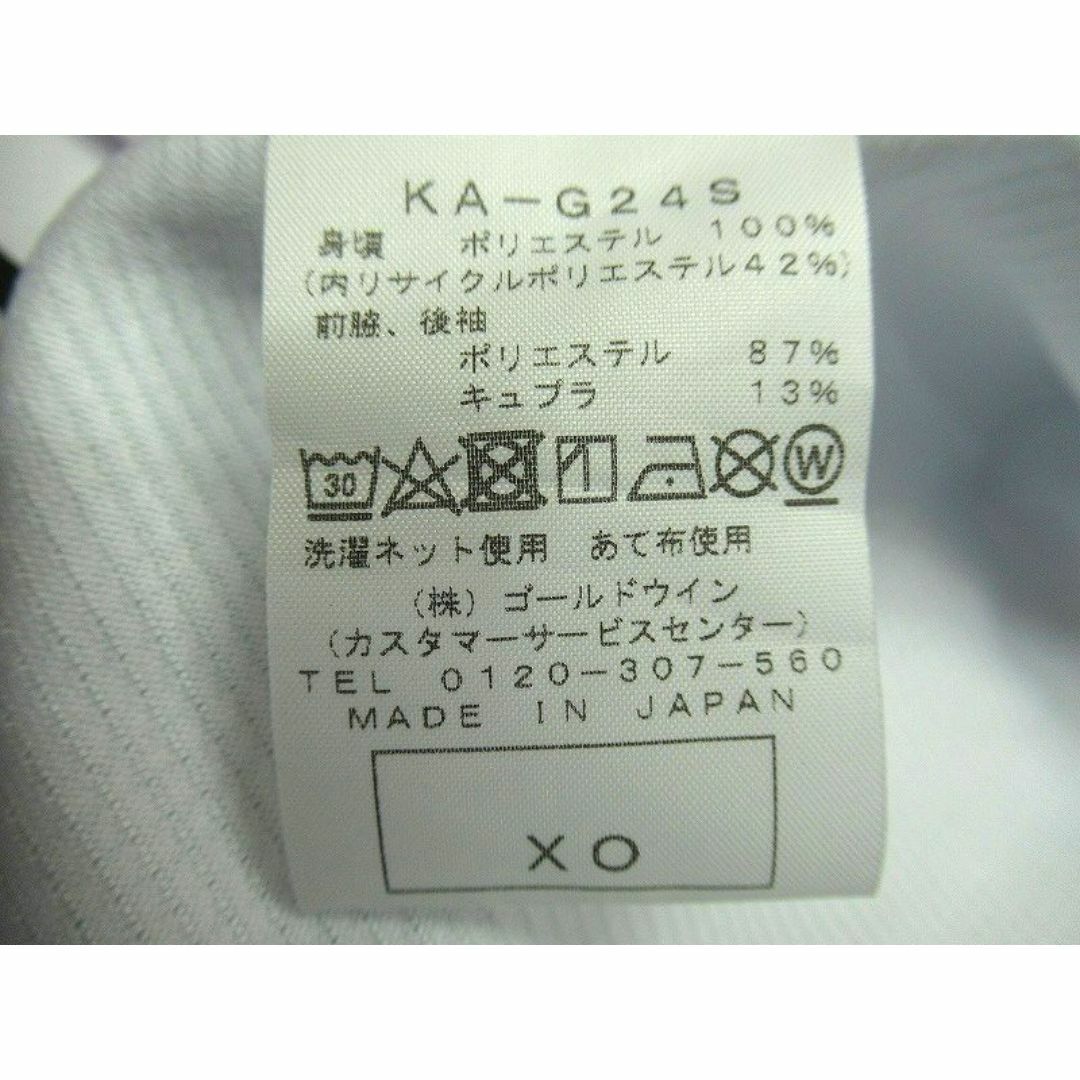 KA-G24S
身頃 ポリエステル 100%
(内リサイクルポリエステル42%)
前脇、後袖
ポリエステル 87%
キュプラ 13%
30 W
洗濯ネット使用 あて布使用
(株)ゴールドウイン
(カスタマーサービスセンター)
TEL 0120-307-560
MADE IN JAPAN
XO